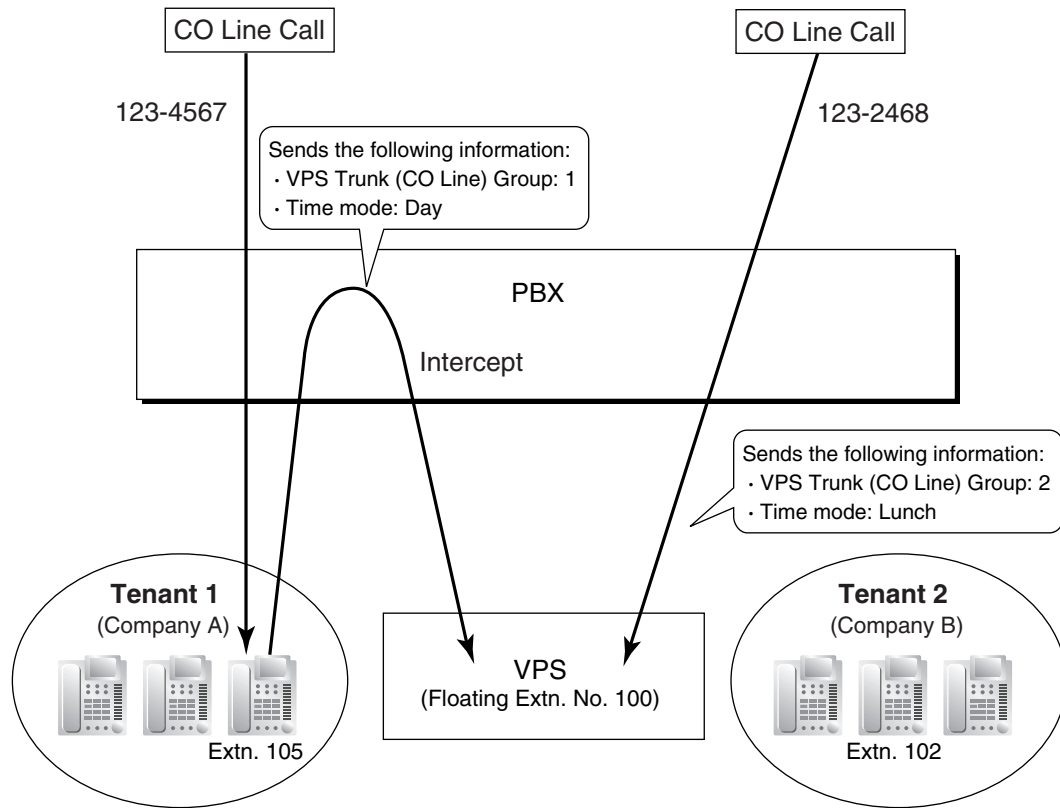 CO Line Call
CO Line Call
123-4567
123-2468
Sends the following information:
· VPS Trunk (CO Line) Group: 1
· Time mode: Day
PBX
Intercept
Sends the following information:
· VPS Trunk (CO Line) Group: 2
· Time mode: Lunch
Tenant 1
(Company A)
Extn. 105
VPS
(Floating Extn. No. 100)
Tenant 2
(Company B)
Extn. 102